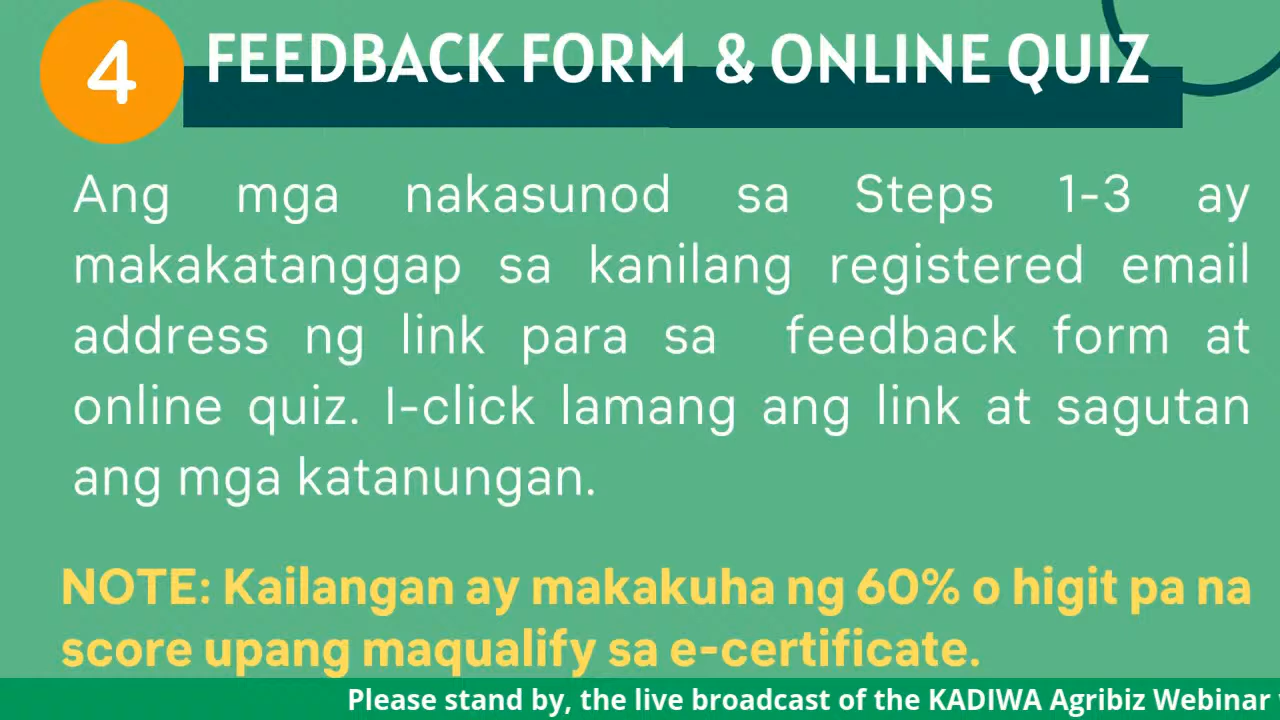 4
FEEDBACK FORM & ONLINE QUIZ
Ang mga nakasunod sa Steps 1-3 ay
makakatanggap sa kanilang registered email
address ng link para sa feedback form at
online quiz. I-click lamang ang link at sagutan
ang mga katanungan.
NOTE: Kailangan ay makakuha ng 60% o higit pa na
score upang maqualify sa e-certificate.
Please stand by, the live broadcast of the KADIWA Agribiz Webinar